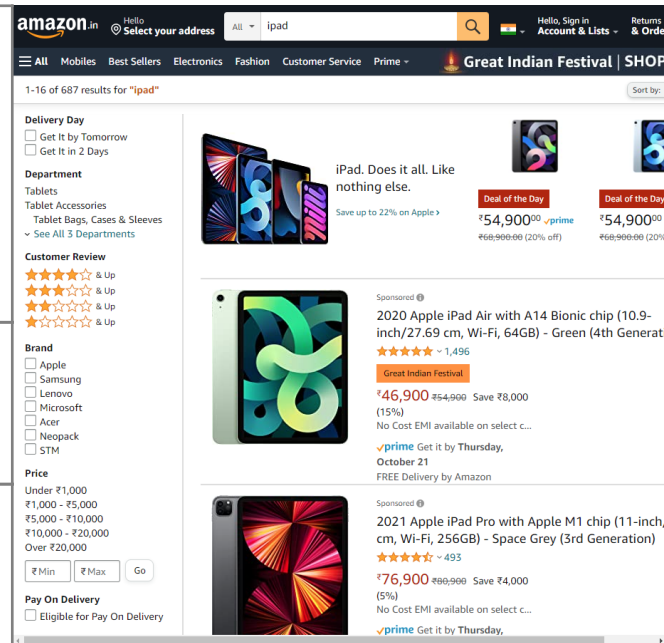 amazon.in
Hello
Select your address
All
ipad
Hello, Sign in
Account & Lists
Returns
& Orde
All Mobiles Best Sellers Electronics Fashion Customer Service Prime
Great Indian Festival | SHOP
1-16 of 687 results for "ipad"
Sort by:
Delivery Day
Get It by Tomorrow
Get It in 2 Days
Department
Tablets
Tablet Accessories
Tablet Bags, Cases & Sleeves
See All 3 Departments
Customer Review
& Up
& Up
& Up
& Up
Brand
Apple
Samsung
Lenovo
Microsoft
Acer
Neopack
STM
Price
Under ₹1,000
₹1,000 - ₹5,000
₹5,000 - ₹10,000
₹10,000 - ₹20,000
Over ₹20,000
₹ Min
₹ Max
Go
Pay On Delivery
Eligible for Pay On Delivery
iPad. Does it all. Like
nothing else.
Save up to 22% on Apple ›
Deal of the Day
₹54,900⁰⁰ prime
₹68,900.00 (20% off)
Deal of the Day
₹54,900⁰⁰
₹68,900.00 (20%
Sponsored
2020 Apple iPad Air with A14 Bionic chip (10.9-
inch/27.69 cm, Wi-Fi, 64GB) - Green (4th Generat
1,496
Great Indian Festival
₹46,900 ₹54,900 Save ₹8,000
(15%)
No Cost EMI available on select c...
prime Get it by Thursday,
October 21
FREE Delivery by Amazon
Sponsored
2021 Apple iPad Pro with Apple M1 chip (11-inch/
cm, Wi-Fi, 256GB) - Space Grey (3rd Generation)
493
₹76,900 ₹80,900 Save ₹4,000
(5%)
No Cost EMI available on select c...
prime Get it by Thursday,